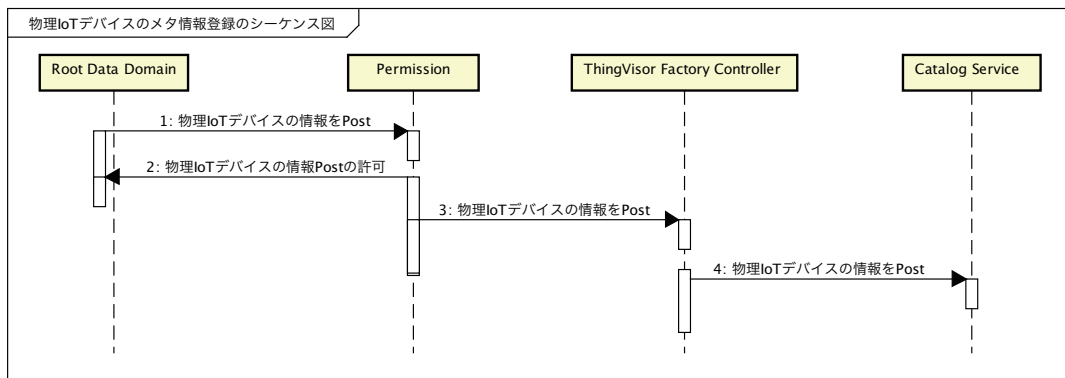 物理IoTデバイスのメタ情報登録のシーケンス図
Root Data Domain
Permission
ThingVisor Factory Controller
Catalog Service
1: 物理IoTデバイスの情報をPost
2: 物理IoTデバイスの情報Postの許可
3: 物理IoTデバイスの情報をPost
4: 物理IoTデバイスの情報をPost